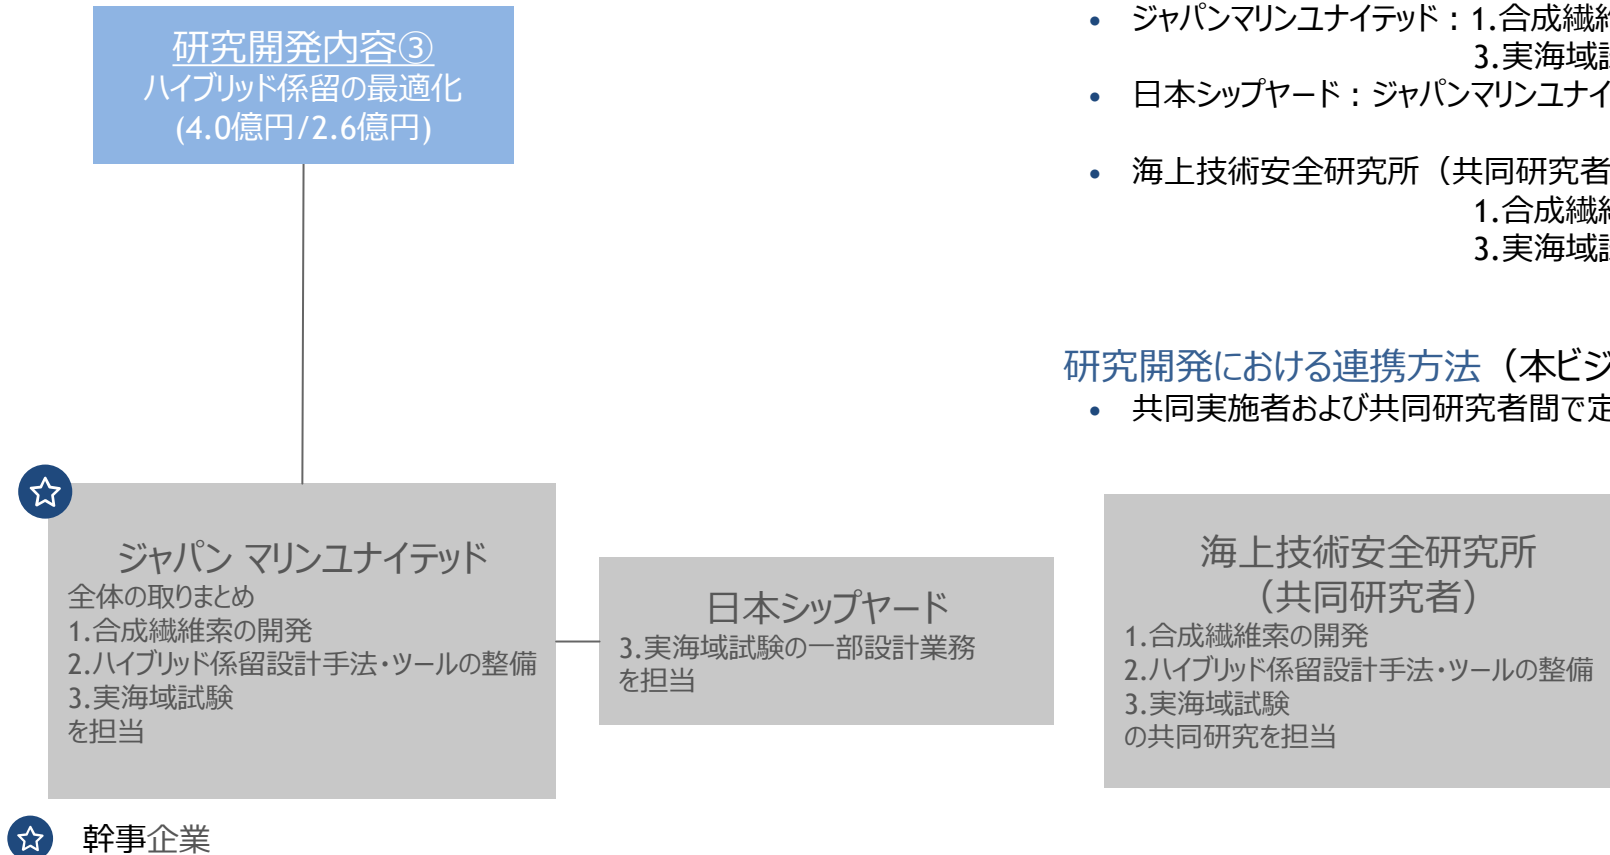 研究開発内容③
ハイブリッド係留の最適化
(4.0億円/2.6億円)
• ジャパンマリンユナイテッド：1.合成繊
3.実海域
• 日本シップヤード：ジャパンマリンユナイ
• 海上技術安全研究所（共同研究者
1.合成繊
3.実海域
研究開発における連携方法（本ビジ
• 共同実施者および共同研究者間で定
ジャパン マリンユナイテッド
全体の取りまとめ
1.合成繊維索の開発
2.ハイブリッド係留設計手法・ツールの整備
3.実海域試験
を担当
日本シップヤード
3.実海域試験の一部設計業務
を担当
海上技術安全研究所
（共同研究者）
1.合成繊維索の開発
2.ハイブリッド係留設計手法・ツールの整備
3.実海域試験
の共同研究を担当
幹事企業